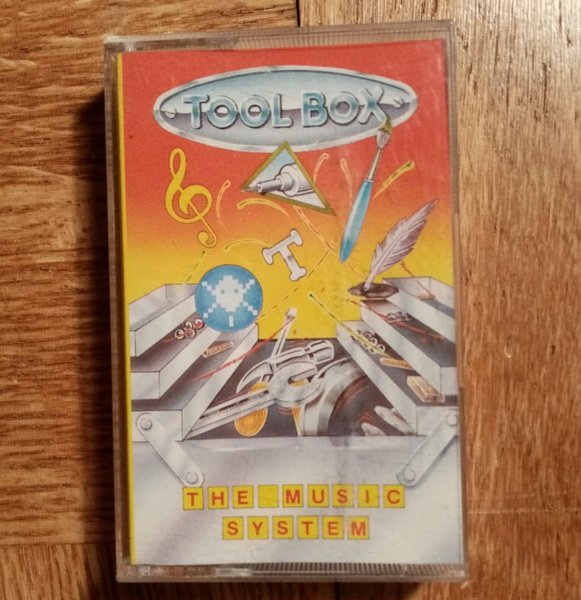 TOOL BOX
T
THE MUSIC
SYSTEM